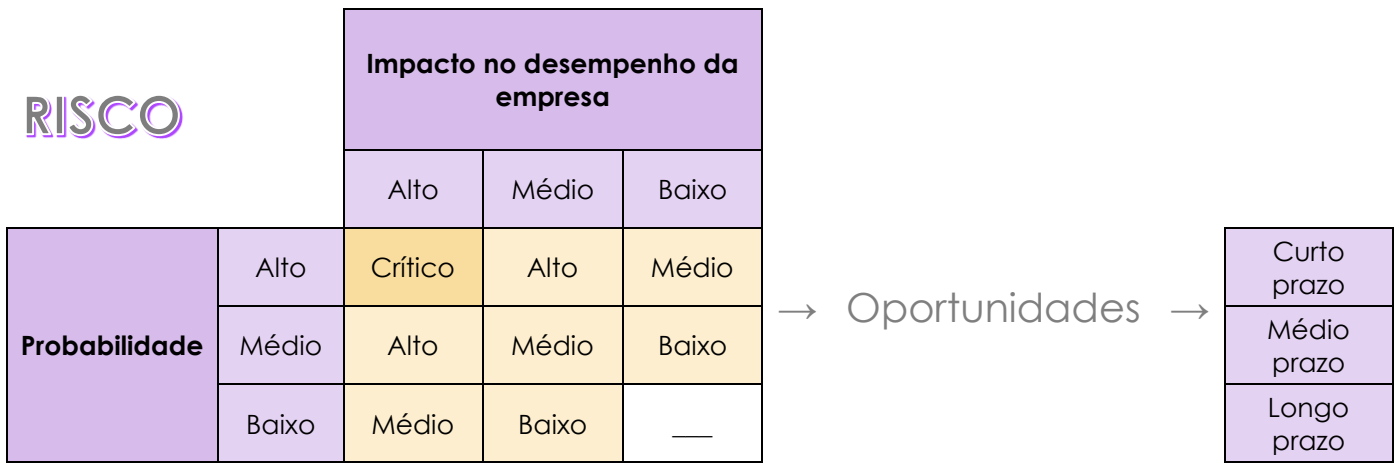 Impacto no desempenho da
empresa
RISCO
Alto Médio Baixo
Probabilidade
Alto Crítico Alto Médio
Médio Alto Médio Baixo
Baixo Médio Baixo ___
→ Oportunidades →
Curto
prazo
Médio
prazo
Longo
prazo